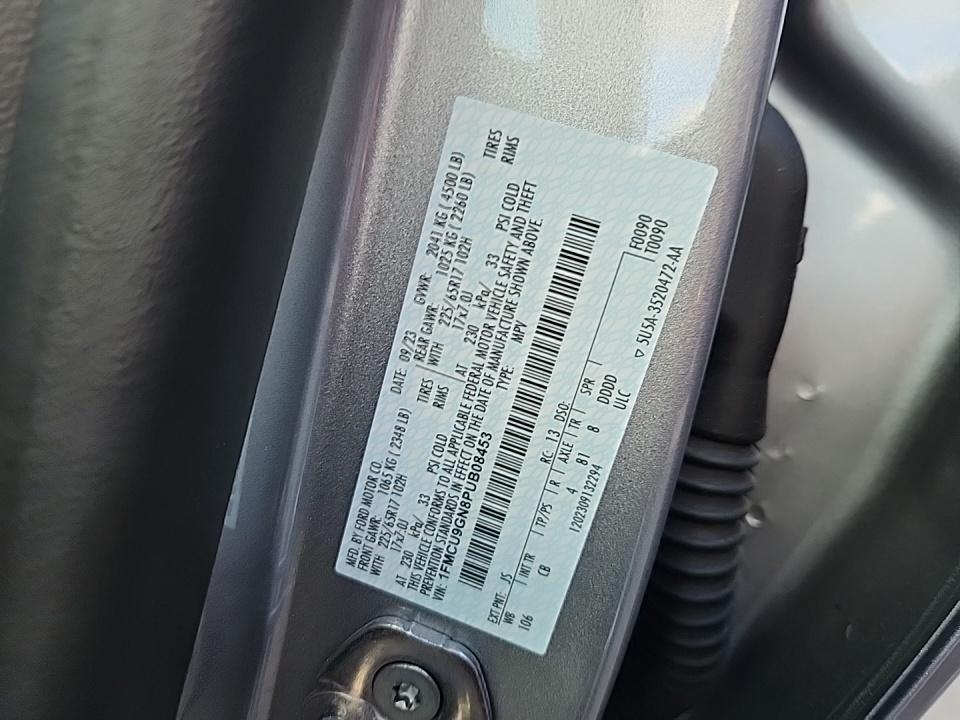 MFD. BY FORD MOTOR CO.
DATE: 09/23 GVWR: 2041 KG ( 4500 LB)
FRONT GAWR: 1065 KG ( 2348 LB) REAR GAWR: 1025 KG ( 2260 LB)
WITH 225/65R17 102H TIRES WITH 225/65R17 102H TIRES
17x7.0J RIMS 17x7.0J RIMS
AT 230 kPa/ 33 PSI COLD AT 230 kPa/ 33 PSI COLD
THIS VEHICLE CONFORMS TO ALL APPLICABLE FEDERAL MOTOR VEHICLE SAFETY AND THEFT
PREVENTION STANDARDS IN EFFECT ON THE DATE OF MANUFACTURE SHOWN ABOVE.
VIN: 1FMCU9GN8PUB08453 TYPE: MPV
EXT PNT: JS RC: 13 DSO: F0090
WB INT TR TP/PS R AXLE TR SPR T0090
106 CB 4 81 8 DDDD
1202309132294 ULC
▽ 5U5A-3520472-AA